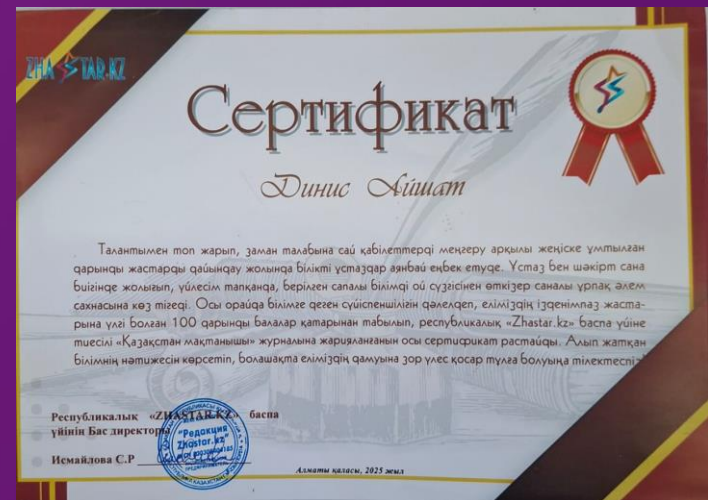 ZHASTAR.KZ
Сертификат
Динис Айшат
Талантымен топ жарып, заман талабына сай қабілеттерді меңгеру арқылы жеңіске ұмтылған
дарынды жастарды дайындау жолында білікті ұстаздар аянбай еңбек етуде. Ұстаз бен шәкірт сана
биігінде жолығып, үйлесім тапқанда, берілген сапалы білімді ой сүзгісінен өткізер саналы ұрпақ әлем
сахнасына көз тігеді. Осы орайда білімге деген сүйіспеншілігін дәлелдеп, еліміздің ізденімпаз жаста-
рына үлгі болған 100 дарынды балалар қатарынан табылып, республикалық «Zhastar.kz» баспа үйіне
тиесілі «Қазақстан мақтанышы» журналына жарияланғанын осы сертификат растайды. Алып жатқан
білімнің нәтижесін көрсетіп, болашақта еліміздің дамуына зор үлес қосар тұлға болуыңа тілектеспіз
Республикалық «ZHASTAR.KZ» баспа
үйінің Бас директоры
"Редакция
Zhastar.kz"
Исмайлова С.Р
Алматы қаласы, 2025 жыл